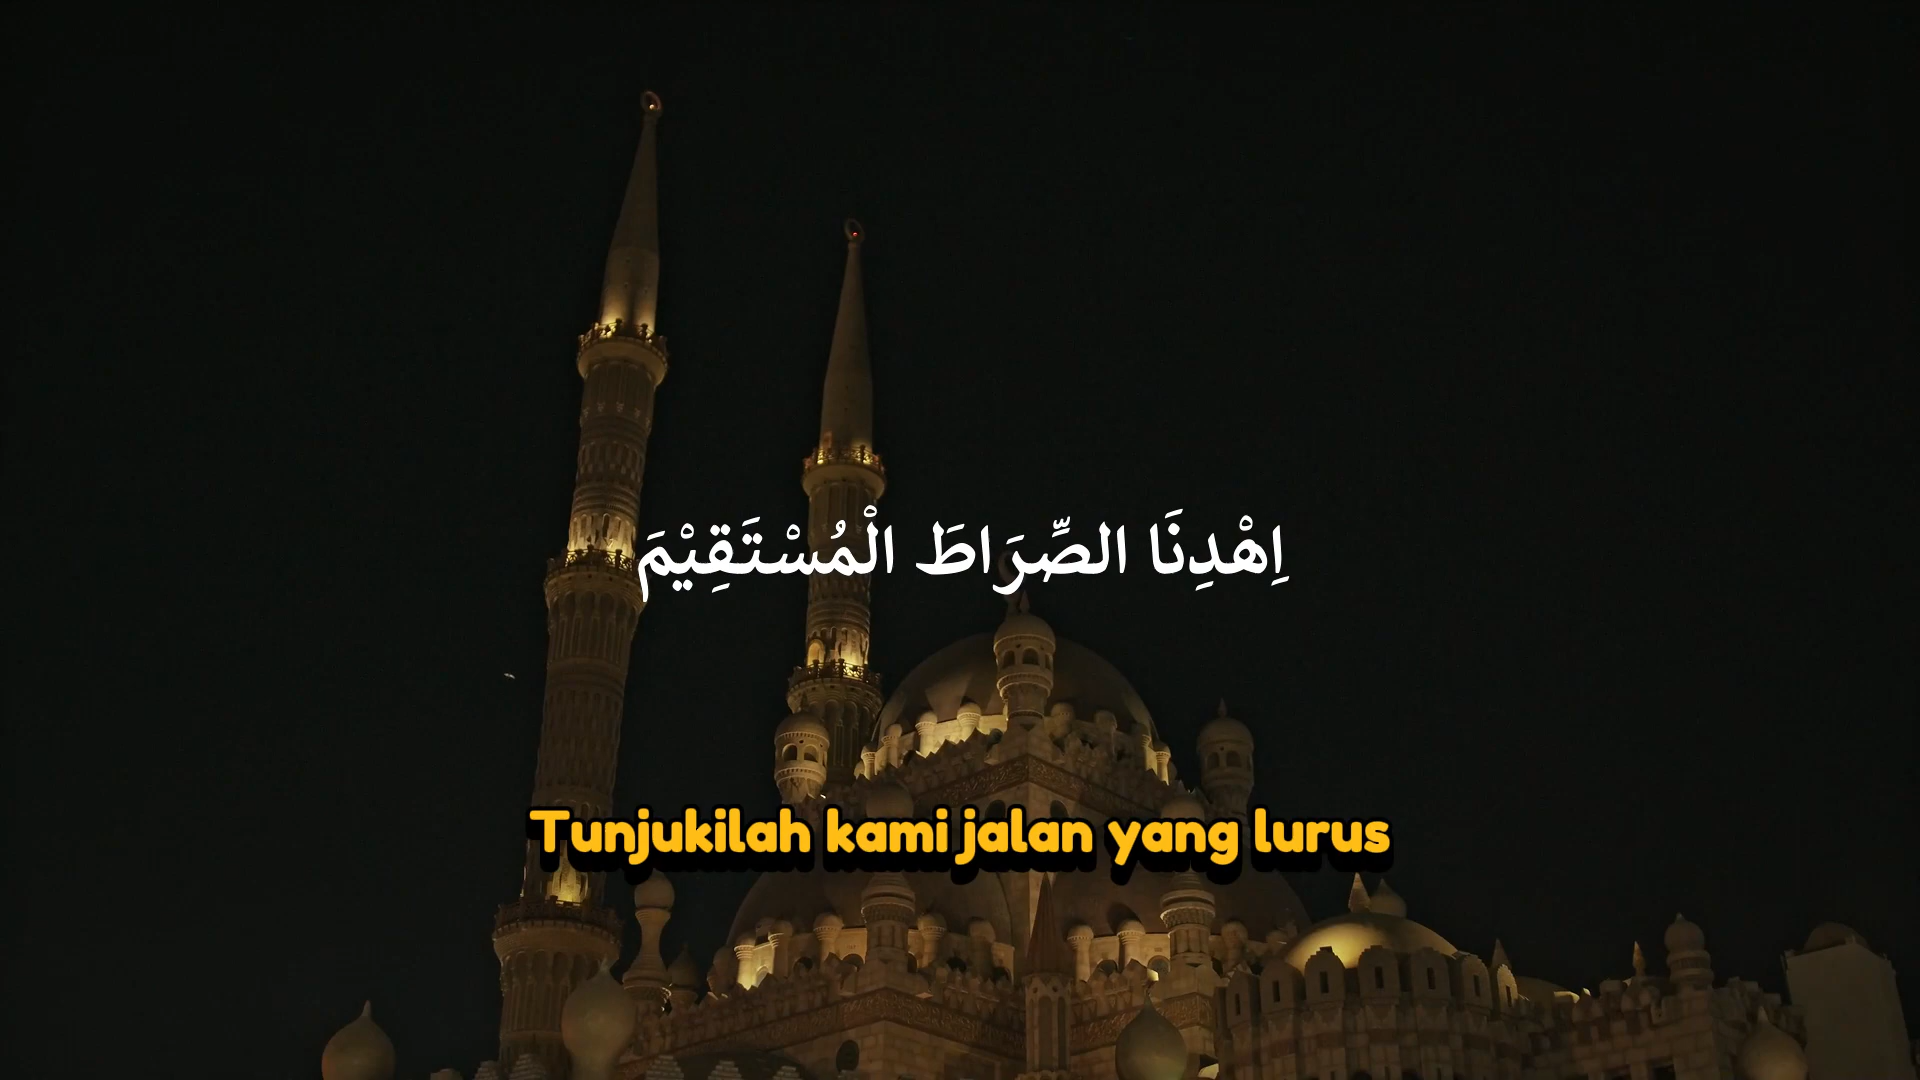 اِهْدِنَا الصِّرَاطَ الْمُسْتَقِيْمَ
Tunjukilah kami jalan yang lurus